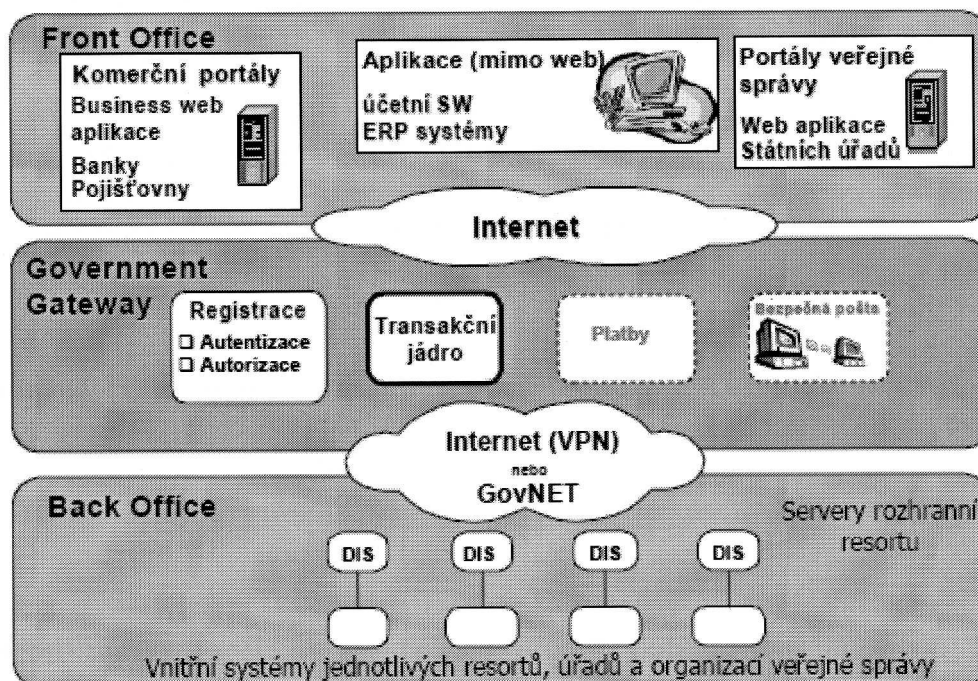 Front Office
Komerční portály
Business web
aplikace
Banky
Pojišťovny
Aplikace (mimo web)
účetní SW
ERP systémy
Portály veřejné
správy
Web aplikace
Státních úřadů
Internet
Government
Gateway
Registrace
❑ Autentizace
❑ Autorizace
Transakční
jádro
Platby
Bezpečná pošta
Internet (VPN)
nebo
GovNET
Back Office
Servery rozhranní
resortu
DIS
DIS
DIS
DIS
Vnitřní systémy jednotlivých resortů, úřadů a organizací veřejné správy